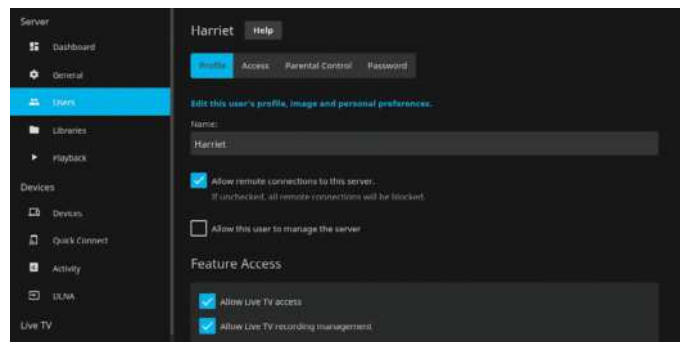 Server
Dashboard
General
Users
Libraries
Playback
Devices
Devices
Quick Connect
Activity
DLNA
Live TV
Harriet
Help
Profile
Access
Parental Control
Password
Edit this user's profile, image and personal preferences.
Name:
Harriet
Allow remote connections to this server.
If unchecked, all remote connections will be blocked.
Allow this user to manage the server
Feature Access
Allow Live TV access
Allow Live TV recording management